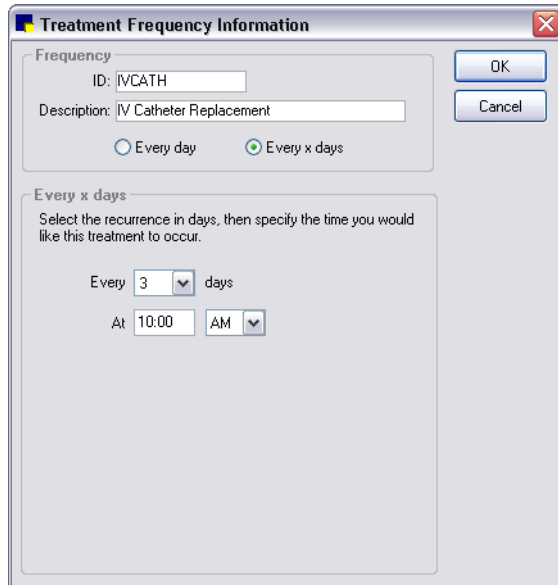 Treatment Frequency Information
Frequency
OK
ID: IVCATH
Description: IV Catheter Replacement
Cancel
Every day Every x days
Every x days
Select the recurrence in days, then specify the time you would
like this treatment to occur.
Every 3 days
At 10:00 AM